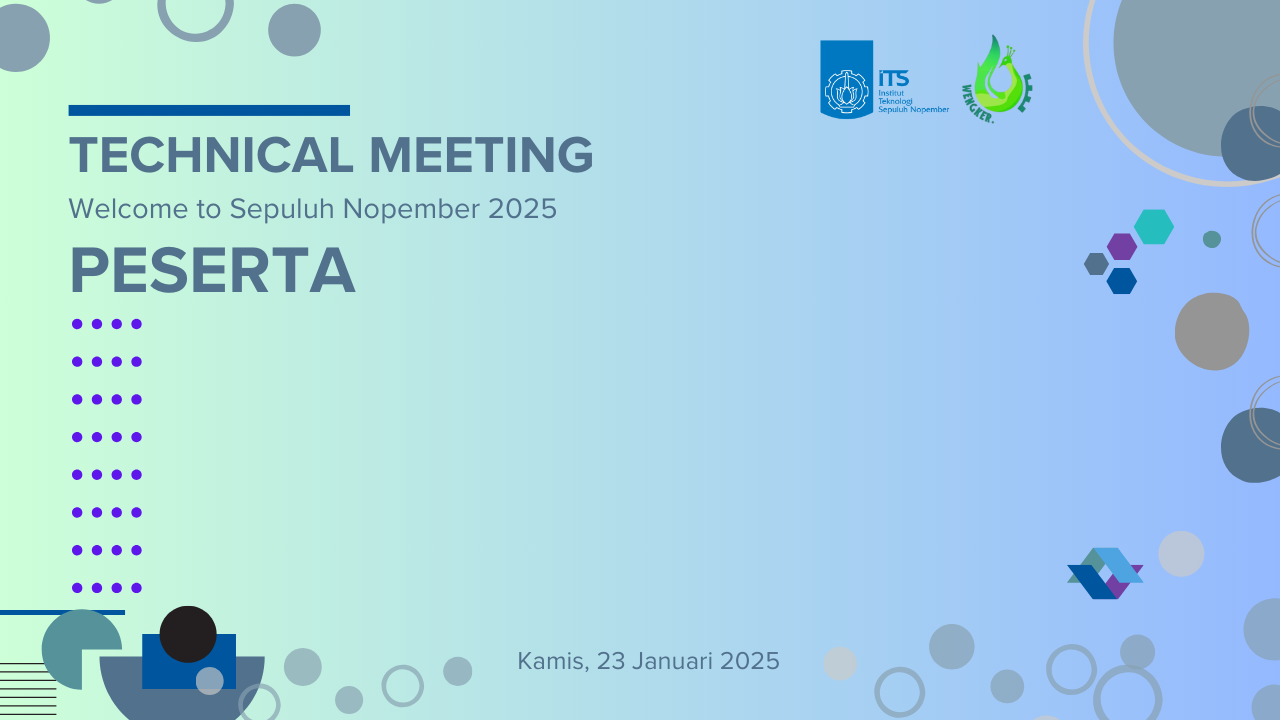 ITS
Institut
Teknologi
Sepuluh Nopember
WENGKER.
TECHNICAL MEETING
Welcome to Sepuluh Nopember 2025
PESERTA
Kamis, 23 Januari 2025